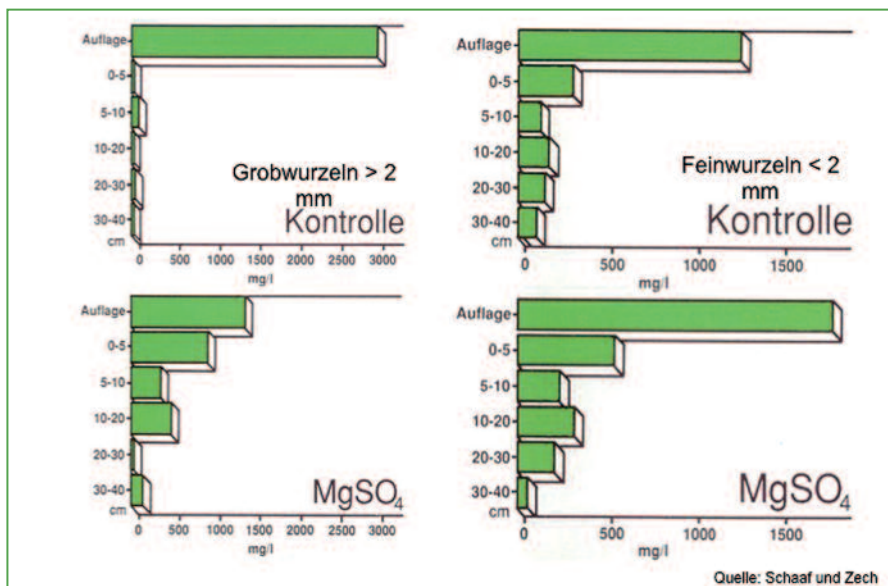 Auflage
0-5
5-10
10-20
20-30
30-40
cm
Grobwurzeln > 2
mm
Kontrolle
0 500 1000 1500 2000 2500 3000
mg/l
Auflage
0-5
5-10
10-20
20-30
30-40
cm
Feinwurzeln < 2
mm
Kontrolle
0 500 1000 1500
mg/l
Auflage
0-5
5-10
10-20
20-30
30-40
cm
MgSO₄
0 500 1000 1500 2000 2500 3000
mg/l
Auflage
0-5
5-10
10-20
20-30
30-40
cm
MgSO₄
0 500 1000 1500
mg/l
Quelle: Schaaf und Zech